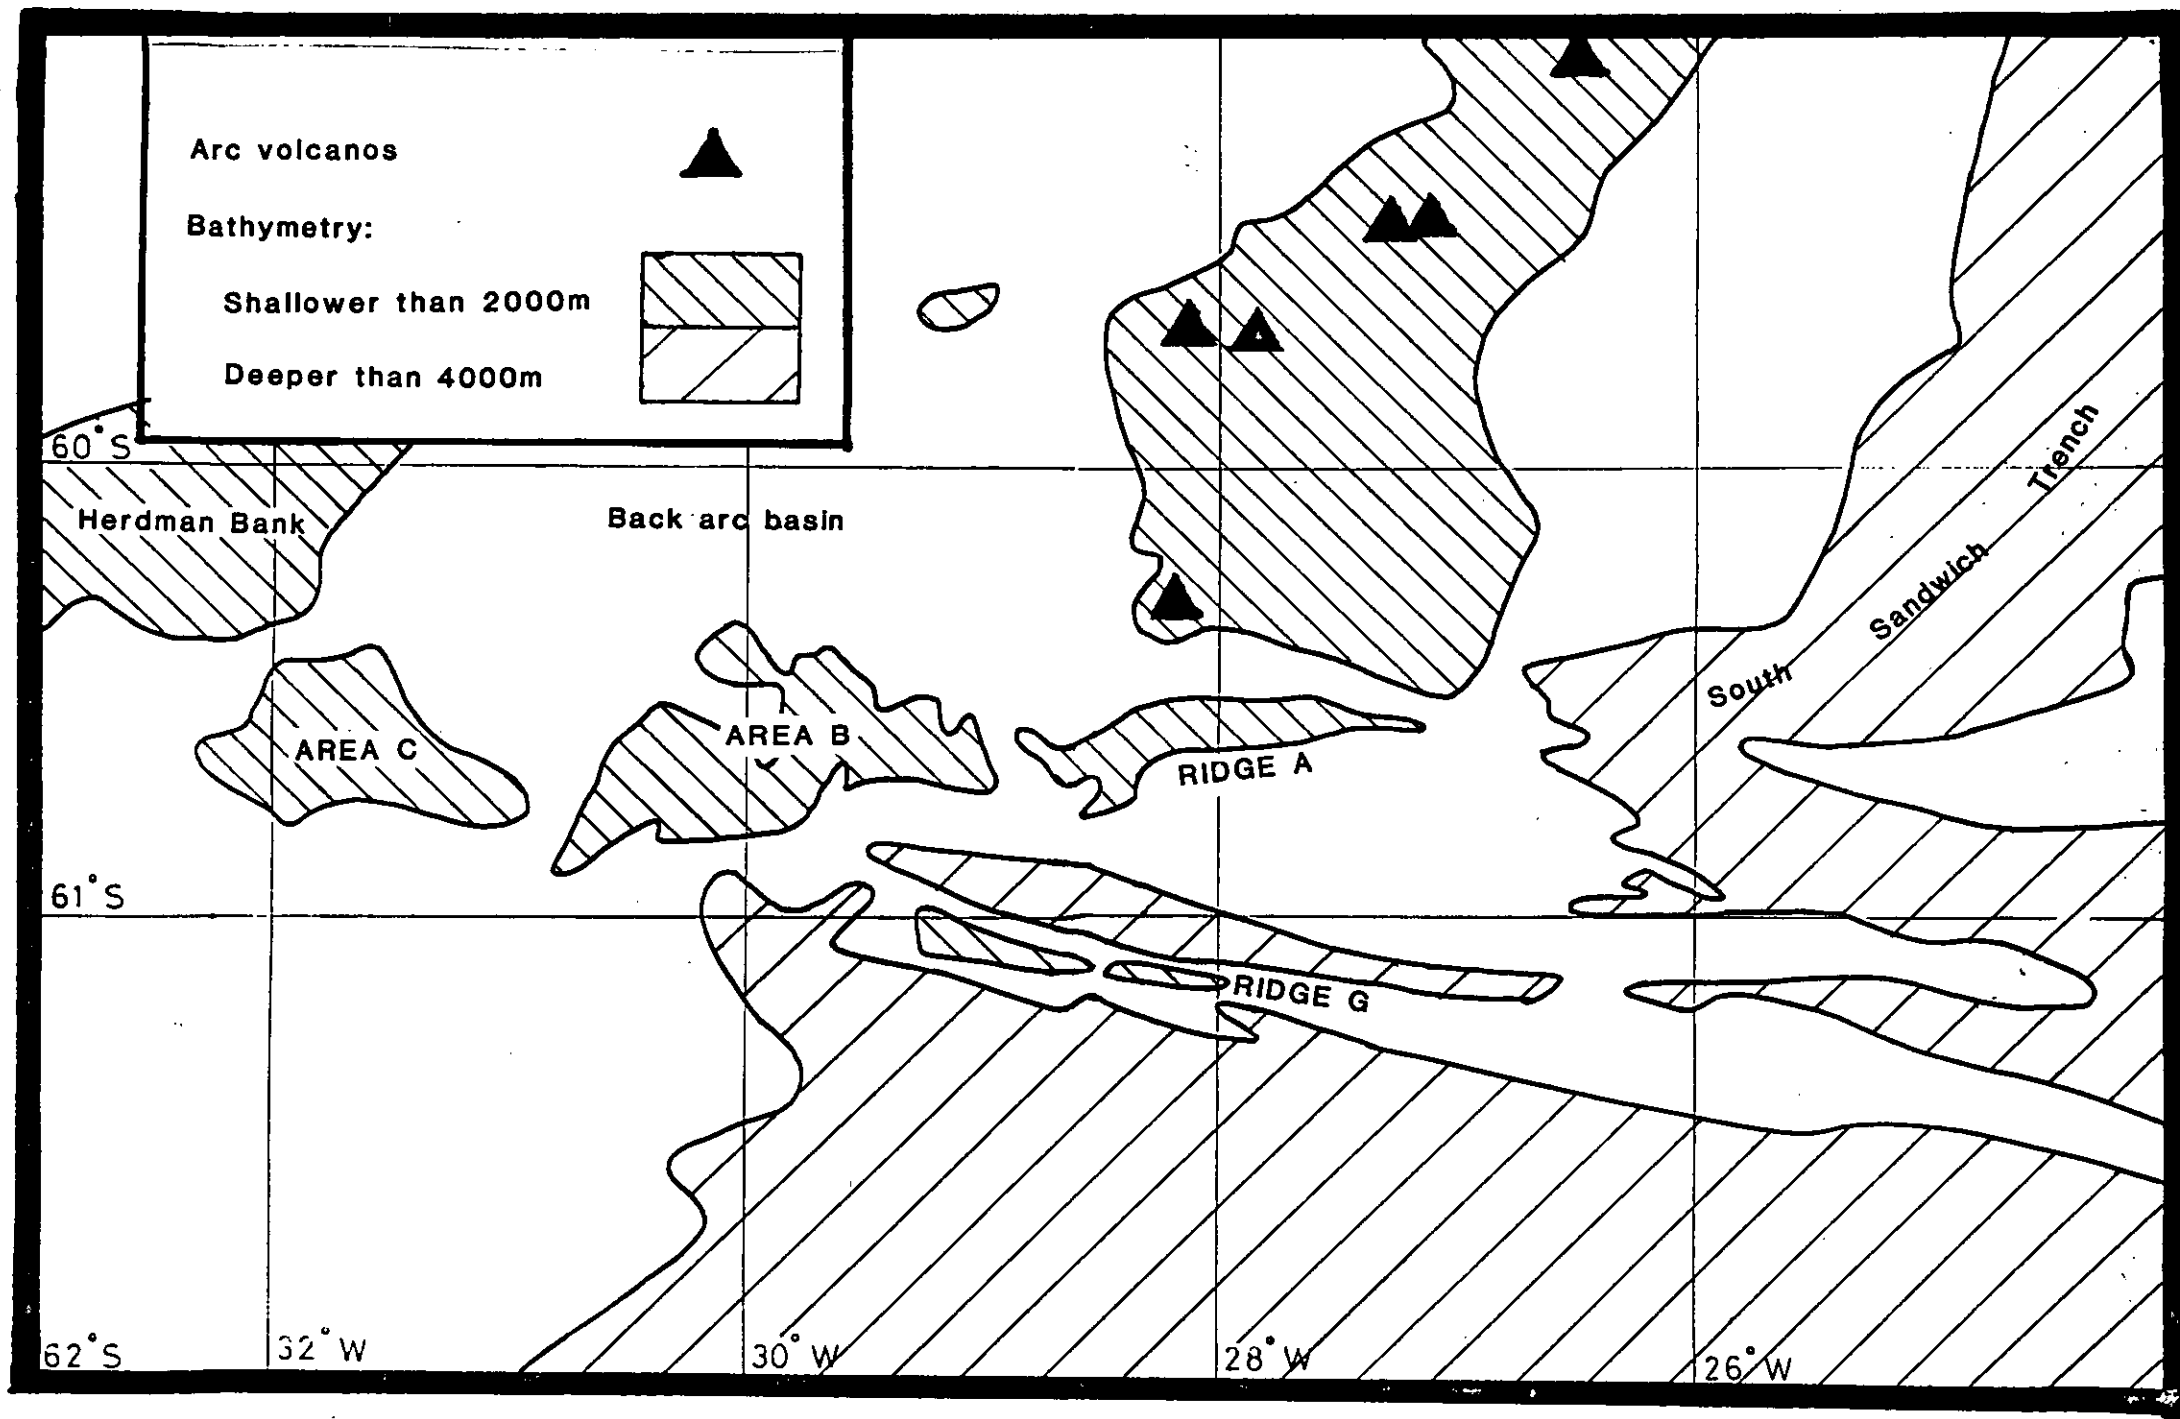 Arc volcanos
Bathymetry:
Shallower than 2000m
Deeper than 4000m
60°S
Herdman Bank
Back arc basin
South Sandwich Trench
AREA C
AREA B
RIDGE A
61°S
RIDGE G
62°S
32°W
30°W
28°W
26°W